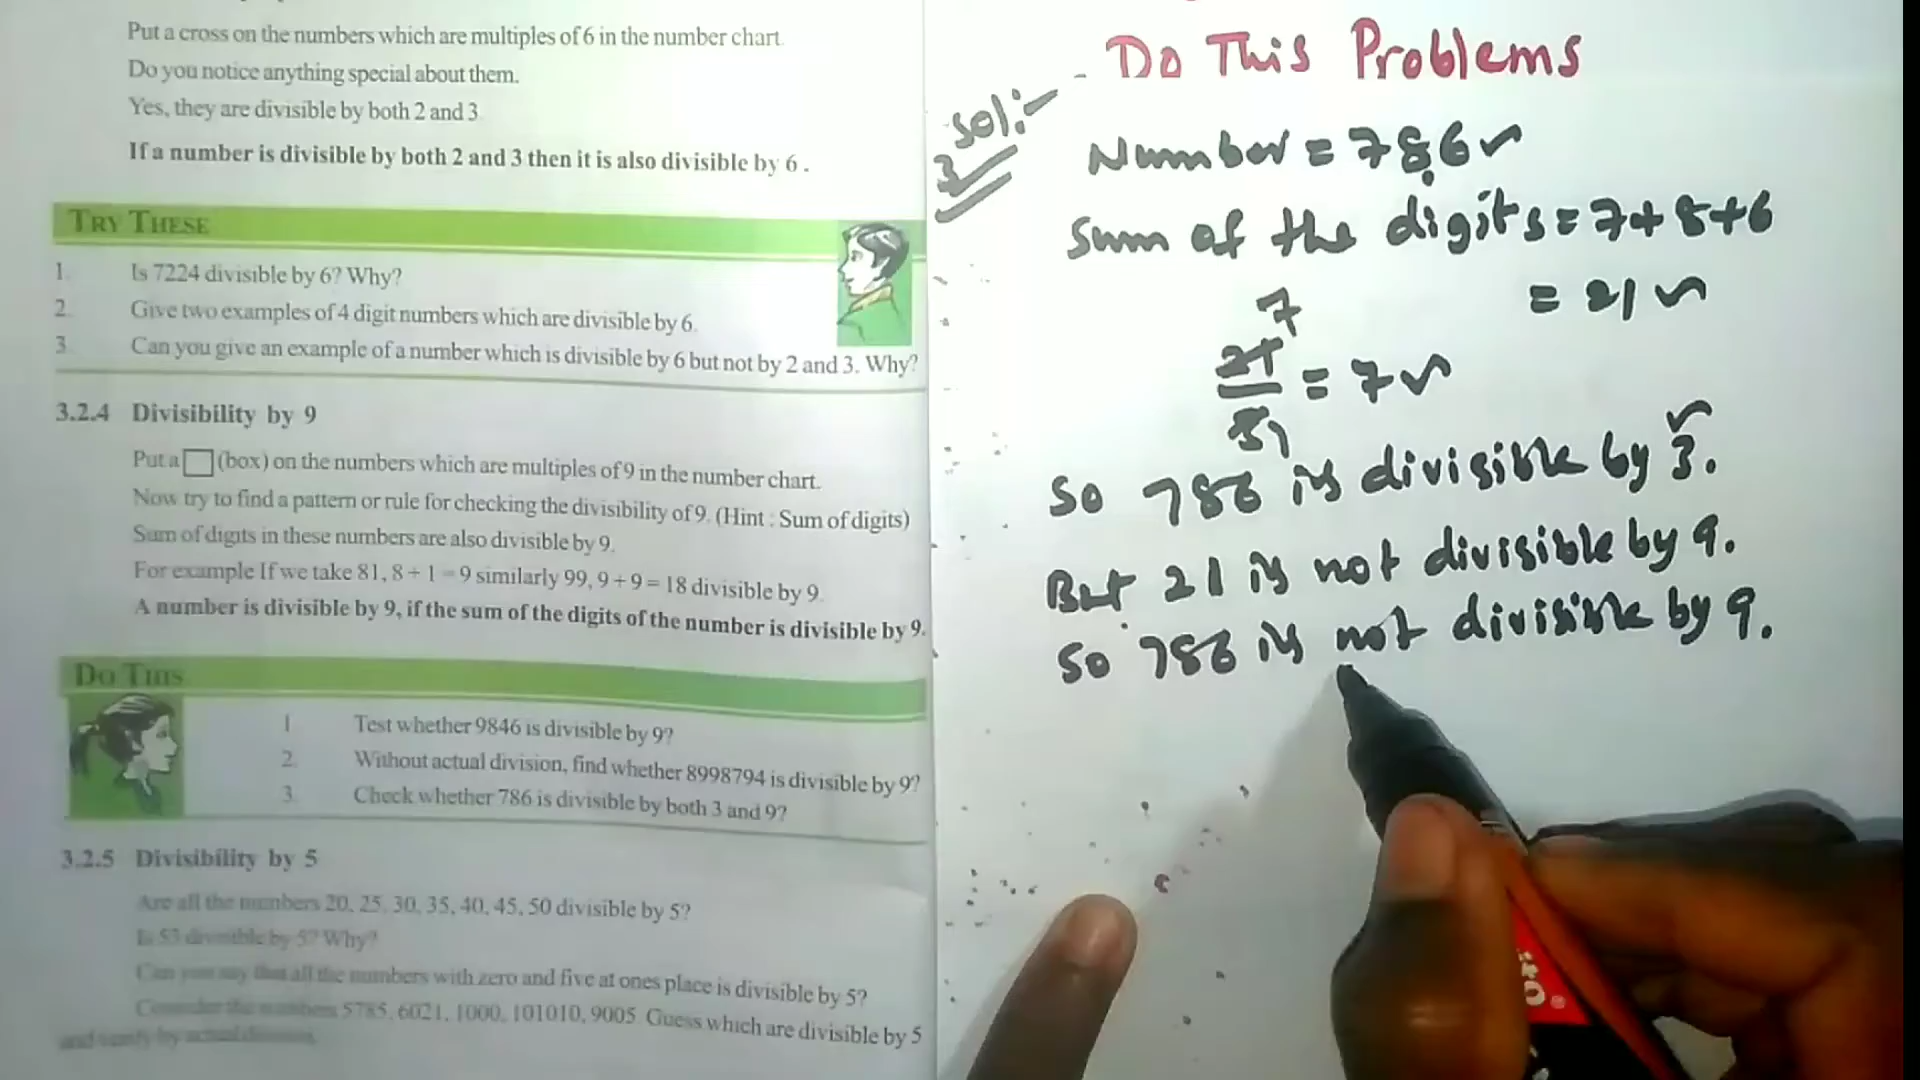 Put a cross on the numbers which are multiples of 6 in the number chart.
Do you notice anything special about them.
Yes, they are divisible by both 2 and 3
If a number is divisible by both 2 and 3 then it is also divisible by 6 .
TRY THESE
1. Is 7224 divisible by 6? Why?
2. Give two examples of 4 digit numbers which are divisible by 6.
3. Can you give an example of a number which is divisible by 6 but not by 2 and 3. Why?
3.2.4 Divisibility by 9
Put a (box) on the numbers which are multiples of 9 in the number chart.
Now try to find a pattern or rule for checking the divisibility of 9. (Hint : Sum of digits)
Sum of digits in these numbers are also divisible by 9.
For example If we take 81, 8 + 1 = 9 similarly 99, 9 + 9 = 18 divisible by 9.
A number is divisible by 9, if the sum of the digits of the number is divisible by 9.
DO THIS
1. Test whether 9846 is divisible by 9?
2. Without actual division, find whether 8998794 is divisible by 9?
3. Check whether 786 is divisible by both 3 and 9?
3.2.5 Divisibility by 5
Are all the numbers 20, 25, 30, 35, 40, 45, 50 divisible by 5?
Is 53 divisible by 5? Why?
Can you say that all the numbers with zero and five at ones place is divisible by 5?
Consider the numbers 5785, 6021, 1000, 101010, 9005. Guess which are divisible by 5
and verify by actual division.
Do This Problems
3 Sol:-
Number = 786
Sum of the digits = 7+8+6
= 21
7
21
= 7
3 1
So 786 is divisible by 3.
But 21 is not divisible by 9.
So 786 is not divisible by 9.